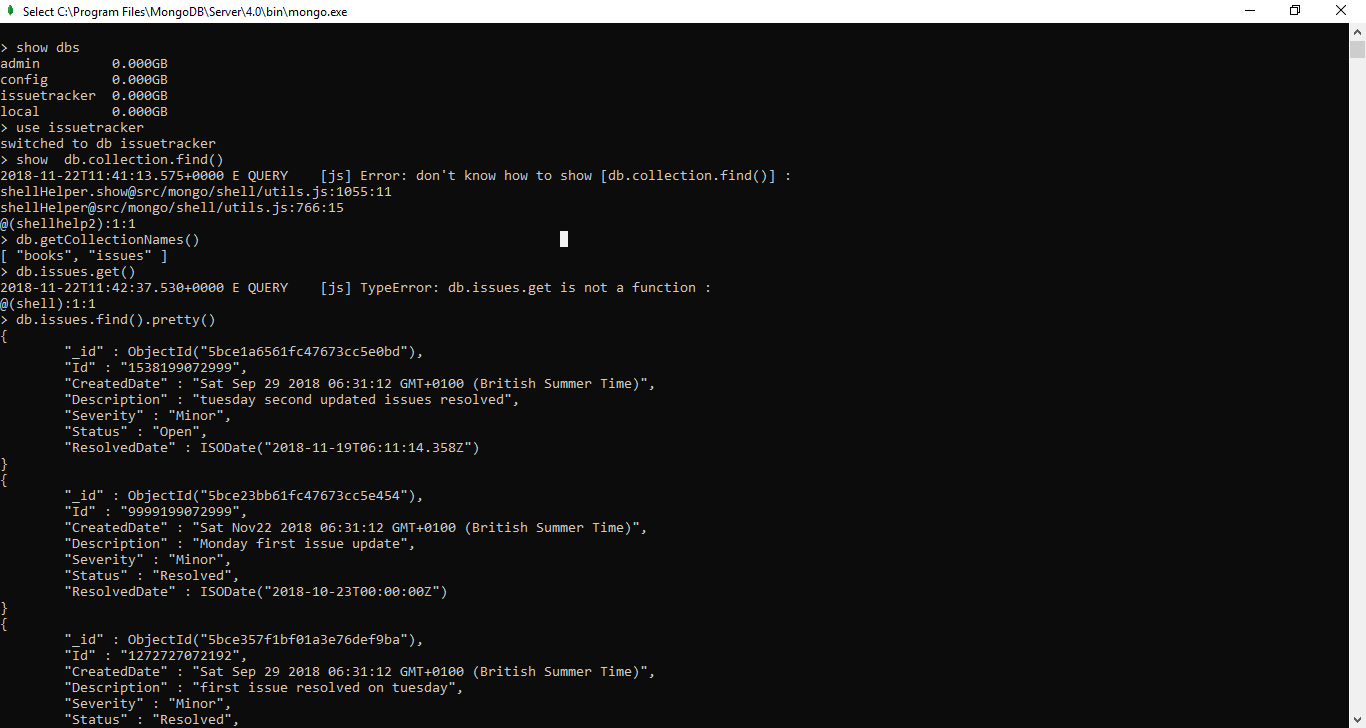 Select C:\Program Files\MongoDB\Server\4.0\bin\mongo.exe
> show dbs
admin         0.000GB
config        0.000GB
issuetracker  0.000GB
local         0.000GB
> use issuetracker
switched to db issuetracker
> show  db.collection.find()
2018-11-22T11:41:13.575+0000 E QUERY    [js] Error: don't know how to show [db.collection.find()] :
shellHelper.show@src/mongo/shell/utils.js:1055:11
shellHelper@src/mongo/shell/utils.js:766:15
@(shellhelp2):1:1
> db.getCollectionNames()
[ "books", "issues" ]
> db.issues.get()
2018-11-22T11:42:37.530+0000 E QUERY    [js] TypeError: db.issues.get is not a function :
@(shell):1:1
> db.issues.find().pretty()
{
        "_id" : ObjectId("5bce1a6561fc47673cc5e0bd"),
        "Id" : "1538199072999",
        "CreatedDate" : "Sat Sep 29 2018 06:31:12 GMT+0100 (British Summer Time)",
        "Description" : "tuesday second updated issues resolved",
        "Severity" : "Minor",
        "Status" : "Open",
        "ResolvedDate" : ISODate("2018-11-19T06:11:14.358Z")
}
{
        "_id" : ObjectId("5bce23bb61fc47673cc5e454"),
        "Id" : "9999199072999",
        "CreatedDate" : "Sat Nov22 2018 06:31:12 GMT+0100 (British Summer Time)",
        "Description" : "Monday first issue update",
        "Severity" : "Minor",
        "Status" : "Resolved",
        "ResolvedDate" : ISODate("2018-10-23T00:00:00Z")
}
{
        "_id" : ObjectId("5bce357f1bf01a3e76def9ba"),
        "Id" : "1272727072192",
        "CreatedDate" : "Sat Sep 29 2018 06:31:12 GMT+0100 (British Summer Time)",
        "Description" : "first issue resolved on tuesday",
        "Severity" : "Minor",
        "Status" : "Resolved",